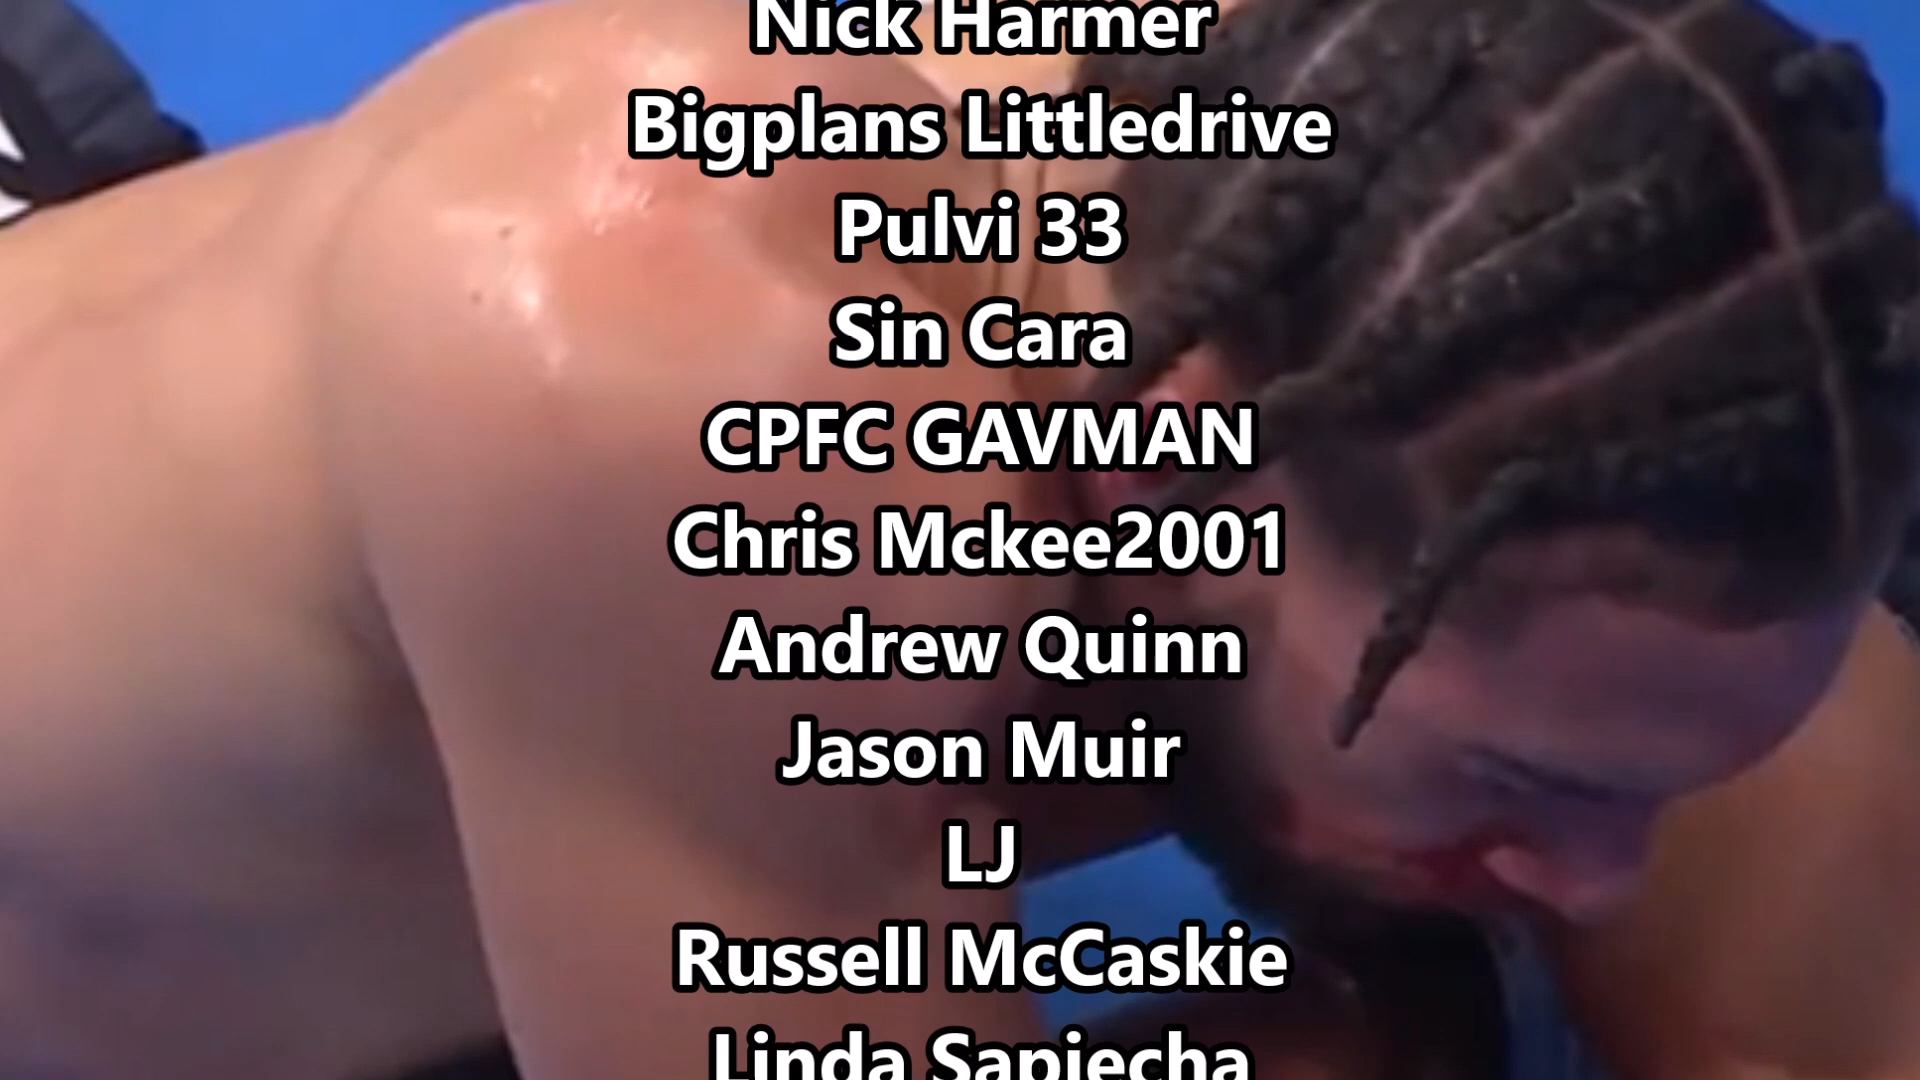 Nick Harmer
Bigplans Littledrive
Pulvi 33
Sin Cara
CPFC GAVMAN
Chris Mckee2001
Andrew Quinn
Jason Muir
LJ
Russell McCaskie
Linda Sapiecha